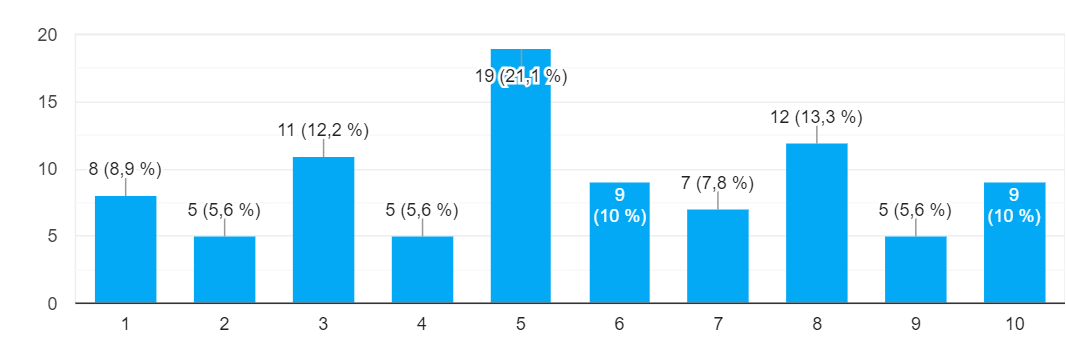 20
15
10
5
0
8 (8,9 %)
5 (5,6 %)
11 (12,2 %)
5 (5,6 %)
19 (21,1 %)
9
(10 %)
7 (7,8 %)
12 (13,3 %)
5 (5,6 %)
9
(10 %)
1 2 3 4 5 6 7 8 9 10